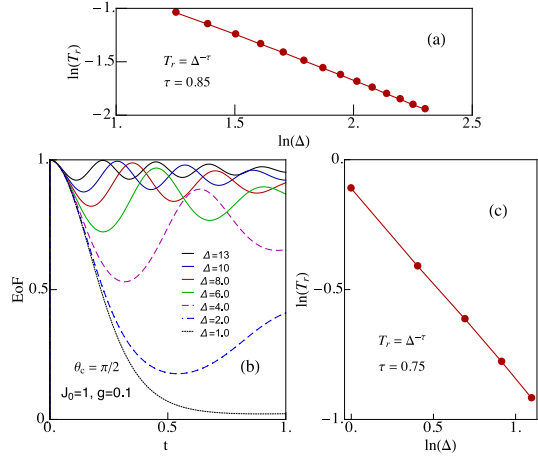 -1.
(a)
ln(T_r)
-1.5
T_r = Δ^{-τ}
τ = 0.85
-2.
1.
1.5
2.
2.5
ln(Δ)
1.
EoF
0.5
0
Δ=13
Δ=10
Δ=8.0
Δ=6.0
Δ=4.0
Δ=2.0
Δ=1.0
θ_c = π/2
(b)
J_0=1, g=0.1
0.
0.5
1.
t
0.
(c)
ln(T_r)
-0.5
T_r = Δ^{-τ}
τ = 0.75
-1.
0.
0.5
1.
ln(Δ)